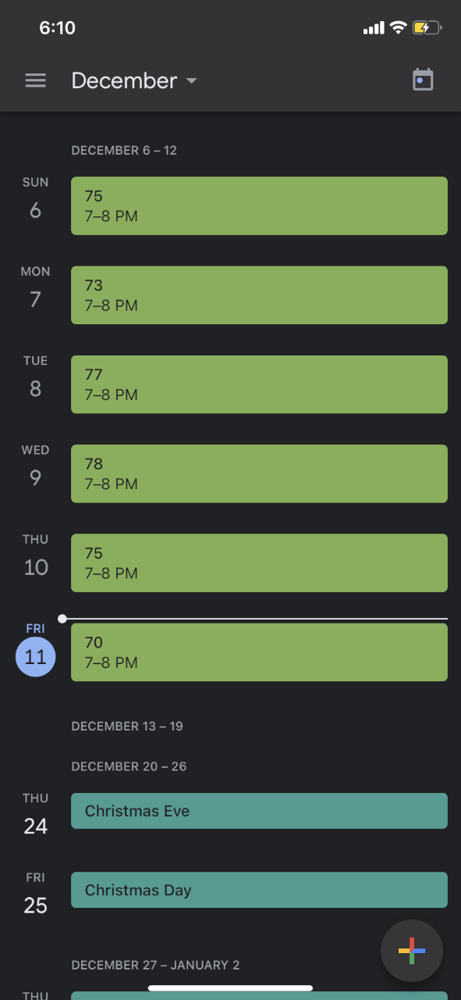 6:10
December
DECEMBER 6 – 12
SUN
6
75
7–8 PM
MON
7
73
7–8 PM
TUE
8
77
7–8 PM
WED
9
78
7–8 PM
THU
10
75
7–8 PM
FRI
11
70
7–8 PM
DECEMBER 13 – 19
DECEMBER 20 – 26
THU
24
Christmas Eve
FRI
25
Christmas Day
DECEMBER 27 – JANUARY 2
THU